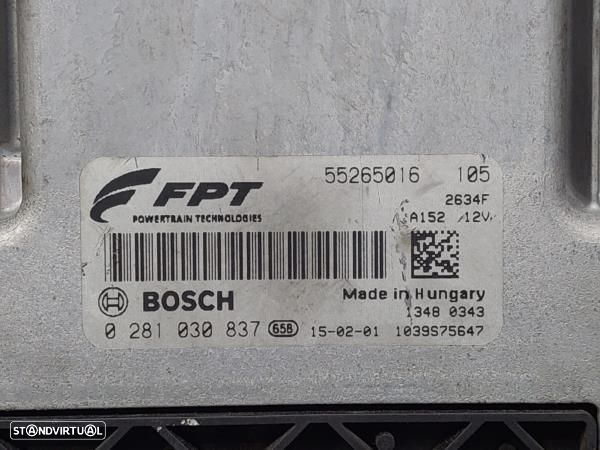 FPT
POWERTRAIN TECHNOLOGIES
55265016 105
2634F
A152 /12V/
BOSCH
Made in Hungary
1348 0343
0 281 030 837 65B 15-02-01 1039S75647
STANDVIRTUAL